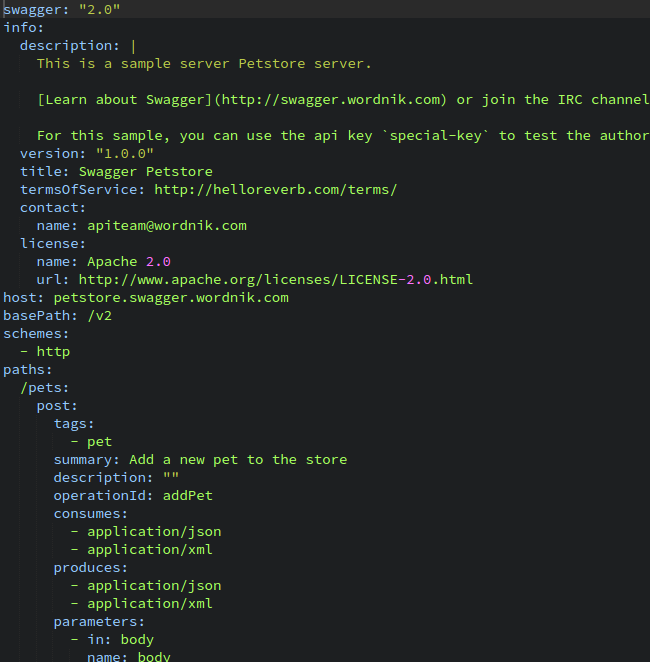 swagger: "2.0"
info:
  description: |
    This is a sample server Petstore server.

    [Learn about Swagger](http://swagger.wordnik.com) or join the IRC channel

    For this sample, you can use the api key `special-key` to test the author
  version: "1.0.0"
  title: Swagger Petstore
  termsOfService: http://helloreverb.com/terms/
  contact:
    name: apiteam@wordnik.com
  license:
    name: Apache 2.0
    url: http://www.apache.org/licenses/LICENSE-2.0.html
host: petstore.swagger.wordnik.com
basePath: /v2
schemes:
  - http
paths:
  /pets:
    post:
      tags:
        - pet
      summary: Add a new pet to the store
      description: ""
      operationId: addPet
      consumes:
        - application/json
        - application/xml
      produces:
        - application/json
        - application/xml
      parameters:
        - in: body
          name: body